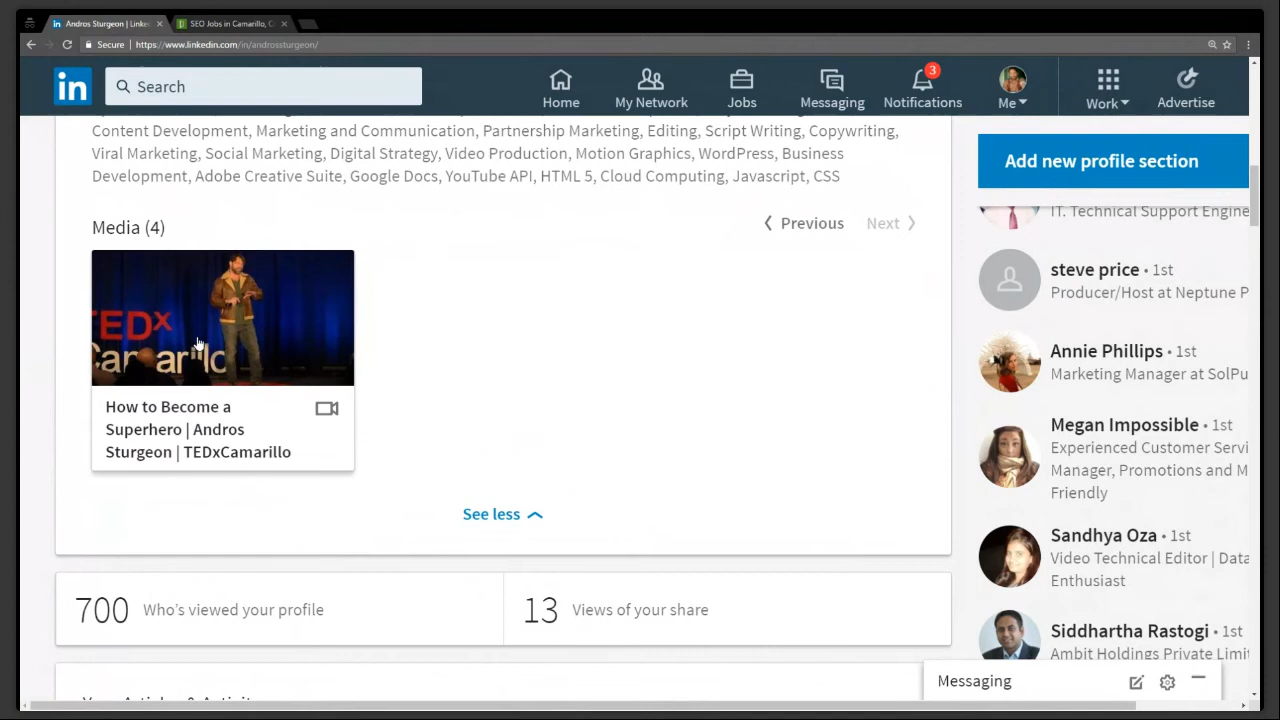 Andros Sturgeon | Linke
SEO Jobs in Camarillo, C
Secure | https://www.linkedin.com/in/androssturgeon/
in
Search
Home
My Network
Jobs
Messaging
3
Notifications
Me
Work
Advertise
Content Development, Marketing and Communication, Partnership Marketing, Editing, Script Writing, Copywriting,
Viral Marketing, Social Marketing, Digital Strategy, Video Production, Motion Graphics, WordPress, Business
Development, Adobe Creative Suite, Google Docs, YouTube API, HTML 5, Cloud Computing, Javascript, CSS
Media (4)
Previous
Next
TEDx
Camarillo
How to Become a
Superhero | Andros
Sturgeon | TEDxCamarillo
See less
700 Who's viewed your profile
13 Views of your share
Add new profile section
IT. Technical Support Engine
steve price • 1st
Producer/Host at Neptune P
Annie Phillips • 1st
Marketing Manager at SolPu
Megan Impossible • 1st
Experienced Customer Servi
Manager, Promotions and M
Friendly
Sandhya Oza • 1st
Video Technical Editor | Data
Enthusiast
Siddhartha Rastogi • 1st
Ambit Holdings Private Limit
Messaging